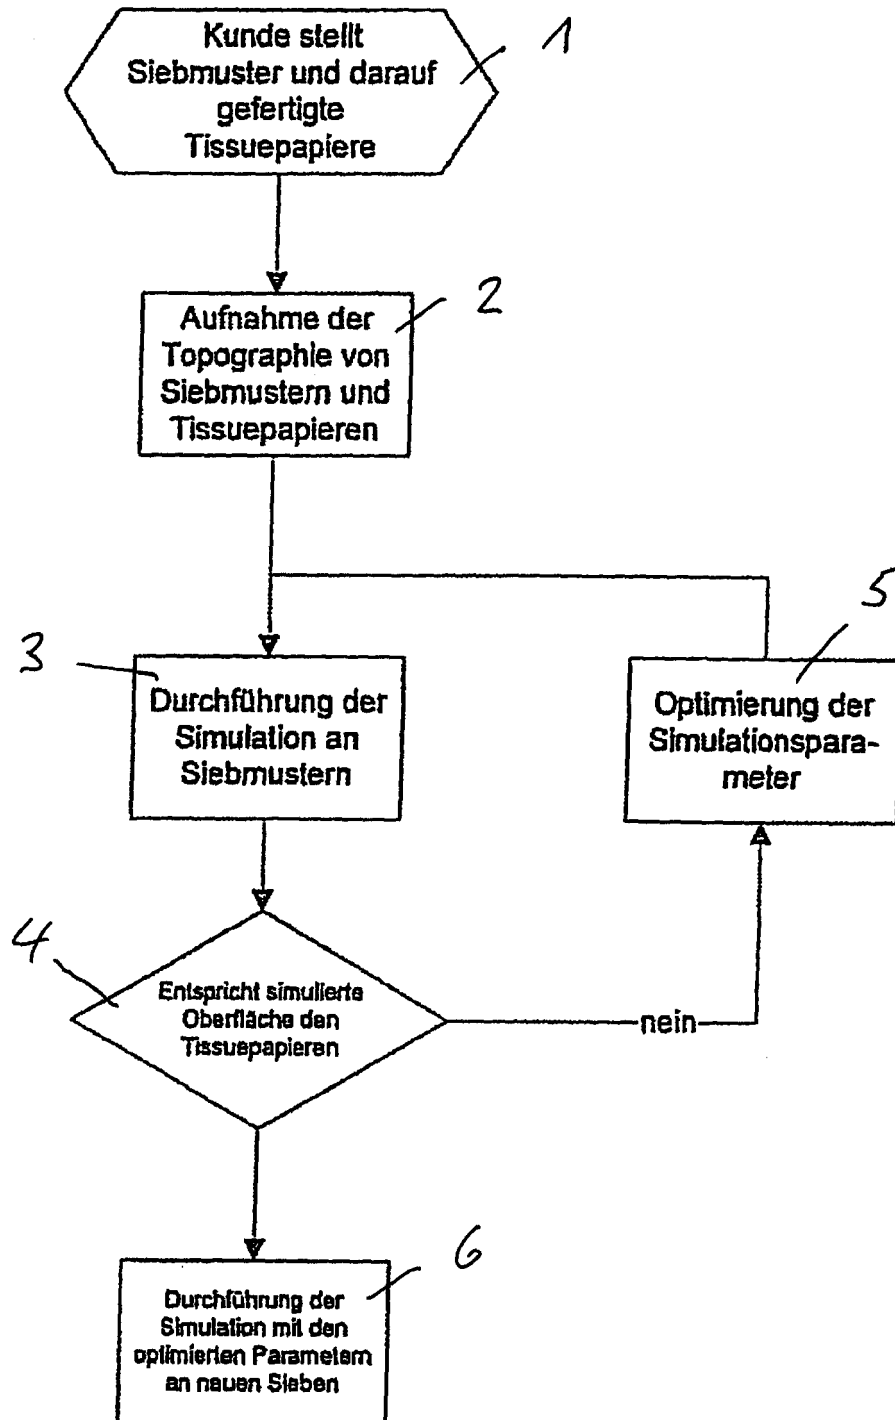 Kunde stellt
Siebmuster und darauf
gefertigte
Tissuepapiere
1
Aufnahme der
Topographie von
Siebmustern und
Tissuepapieren
2
3
Durchführung der
Simulation an
Siebmustern
5
Optimierung der
Simulationspara-
meter
4
Entspricht simulierte
Oberfläche den
Tissuepapieren
nein
6
Durchführung der
Simulation mit den
optimierten Parametern
an neuen Sieben